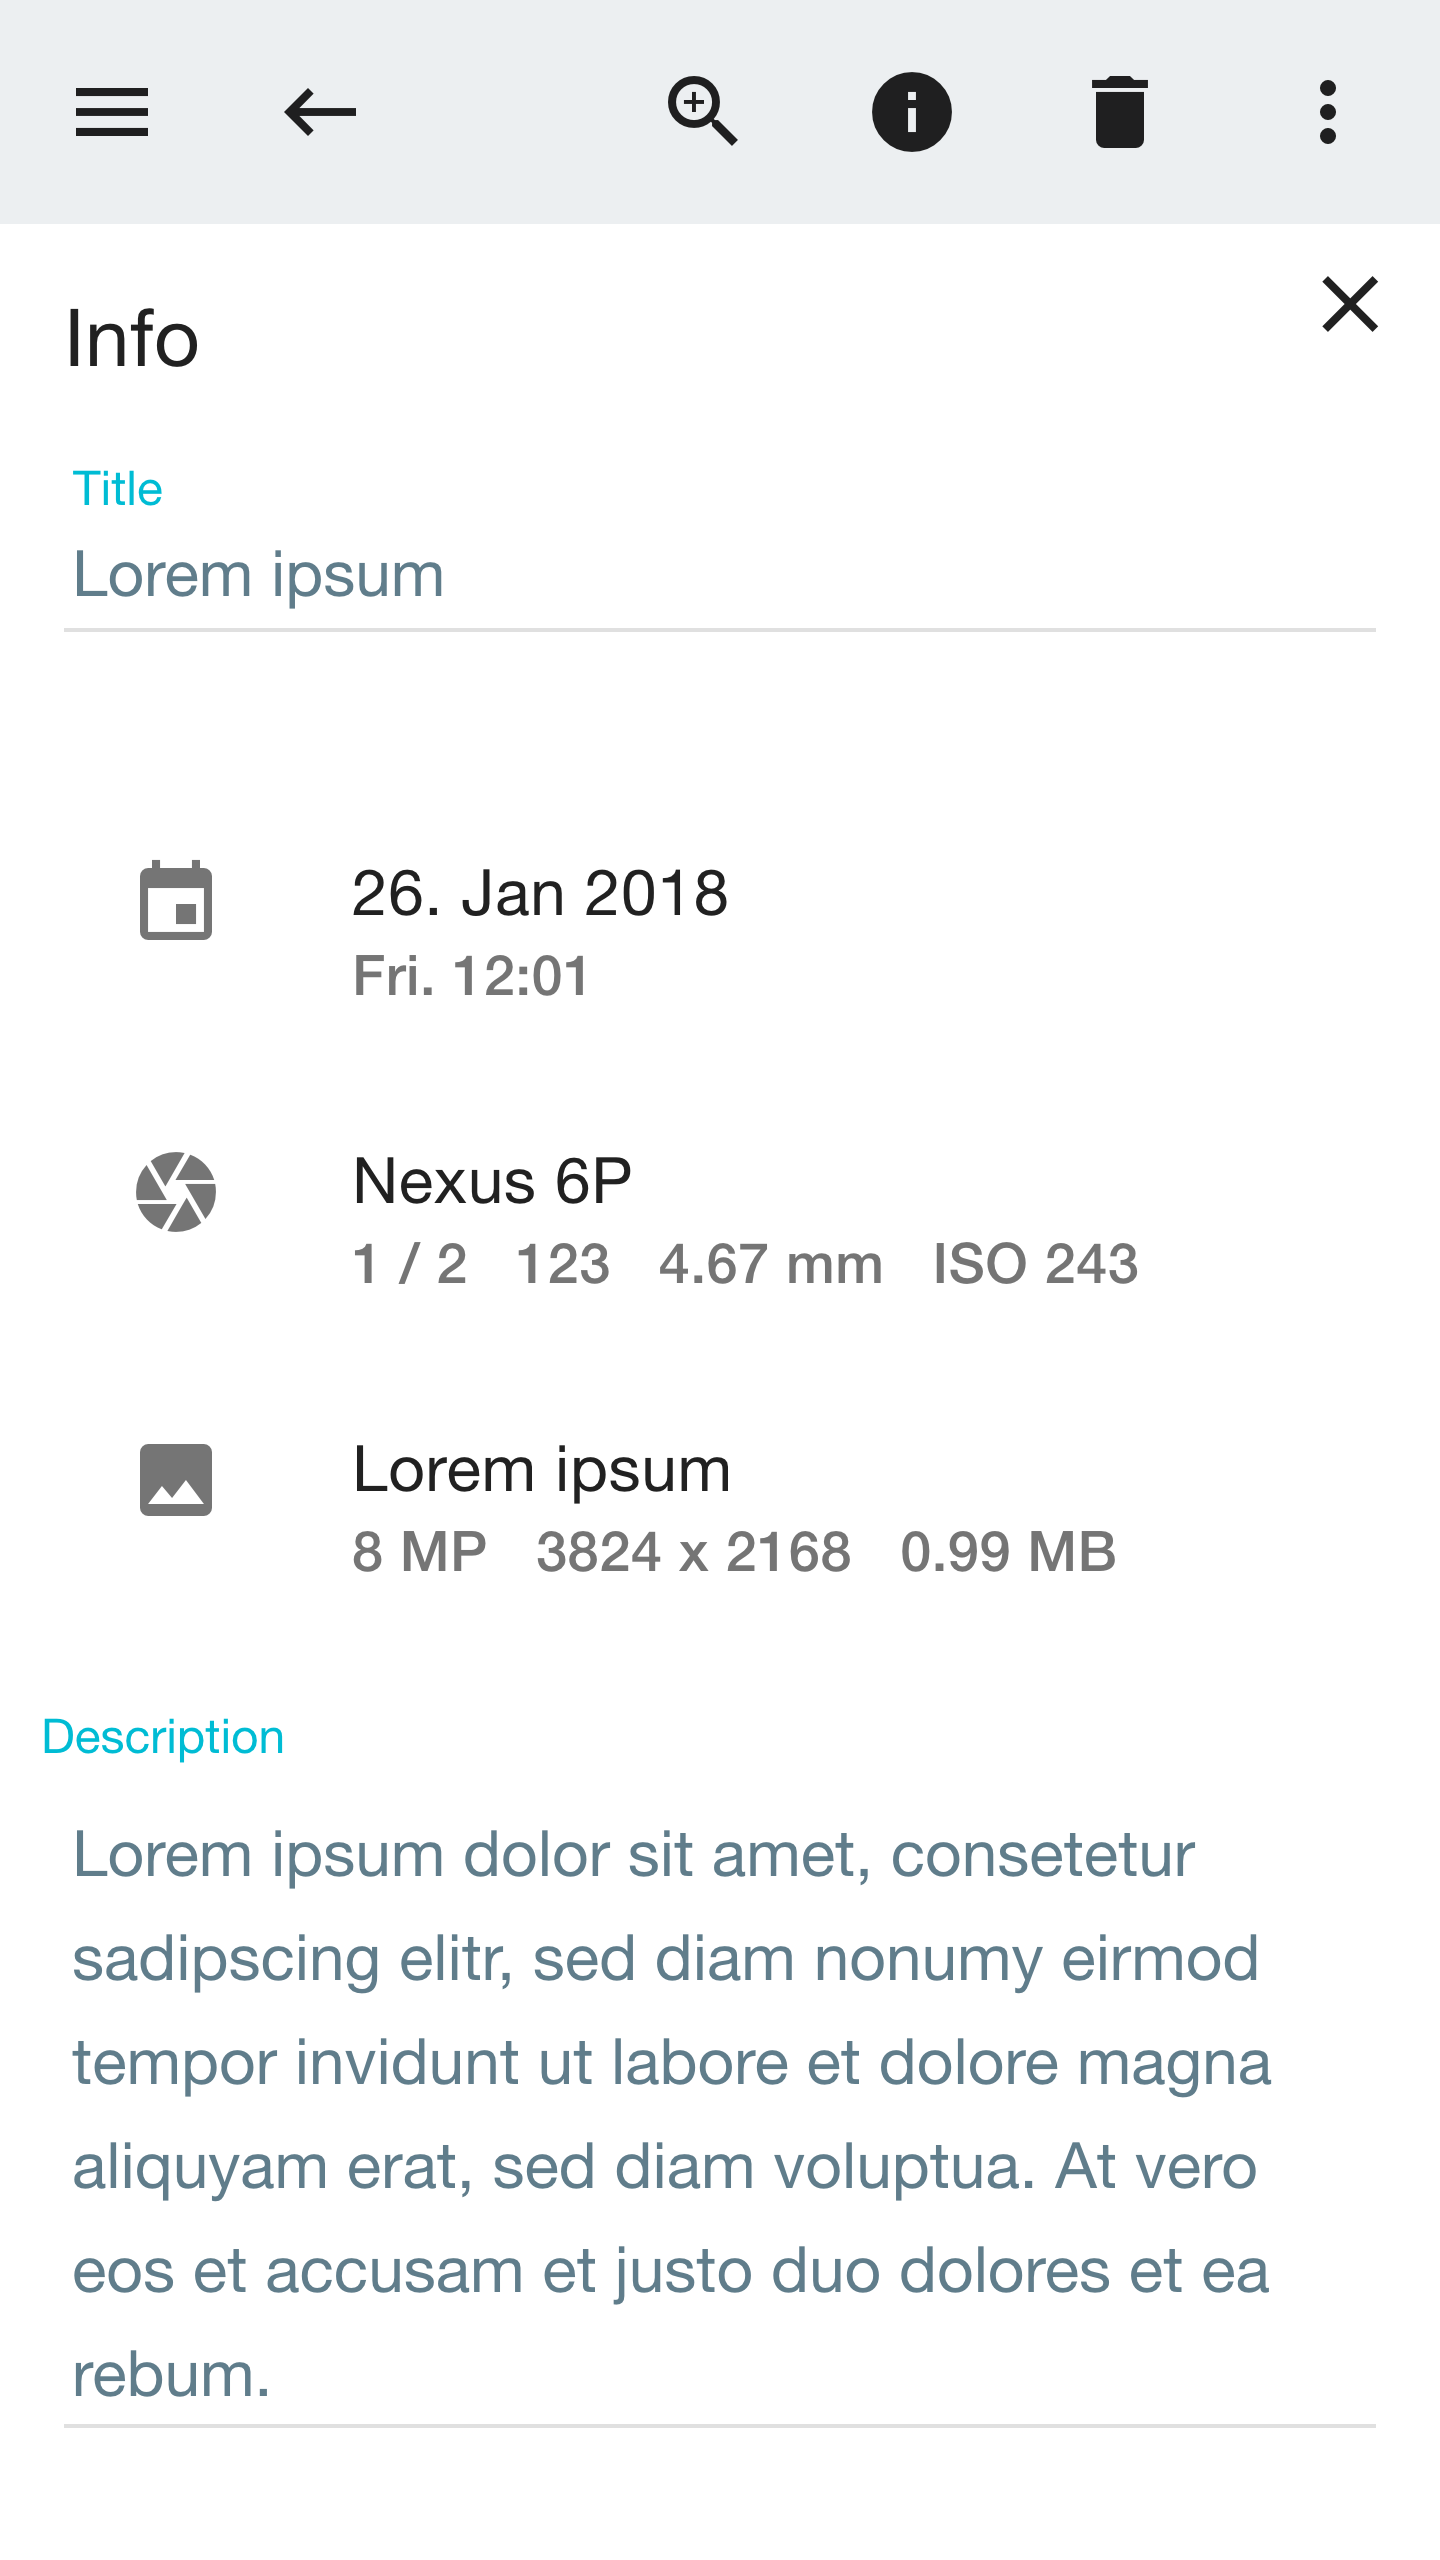 Info
Title
Lorem ipsum
26. Jan 2018
Fri. 12:01
Nexus 6P
1 / 2   123   4.67 mm   ISO 243
Lorem ipsum
8 MP   3824 x 2168   0.99 MB
Description
Lorem ipsum dolor sit amet, consetetur
sadipscing elitr, sed diam nonumy eirmod
tempor invidunt ut labore et dolore magna
aliquyam erat, sed diam voluptua. At vero
eos et accusam et justo duo dolores et ea
rebum.